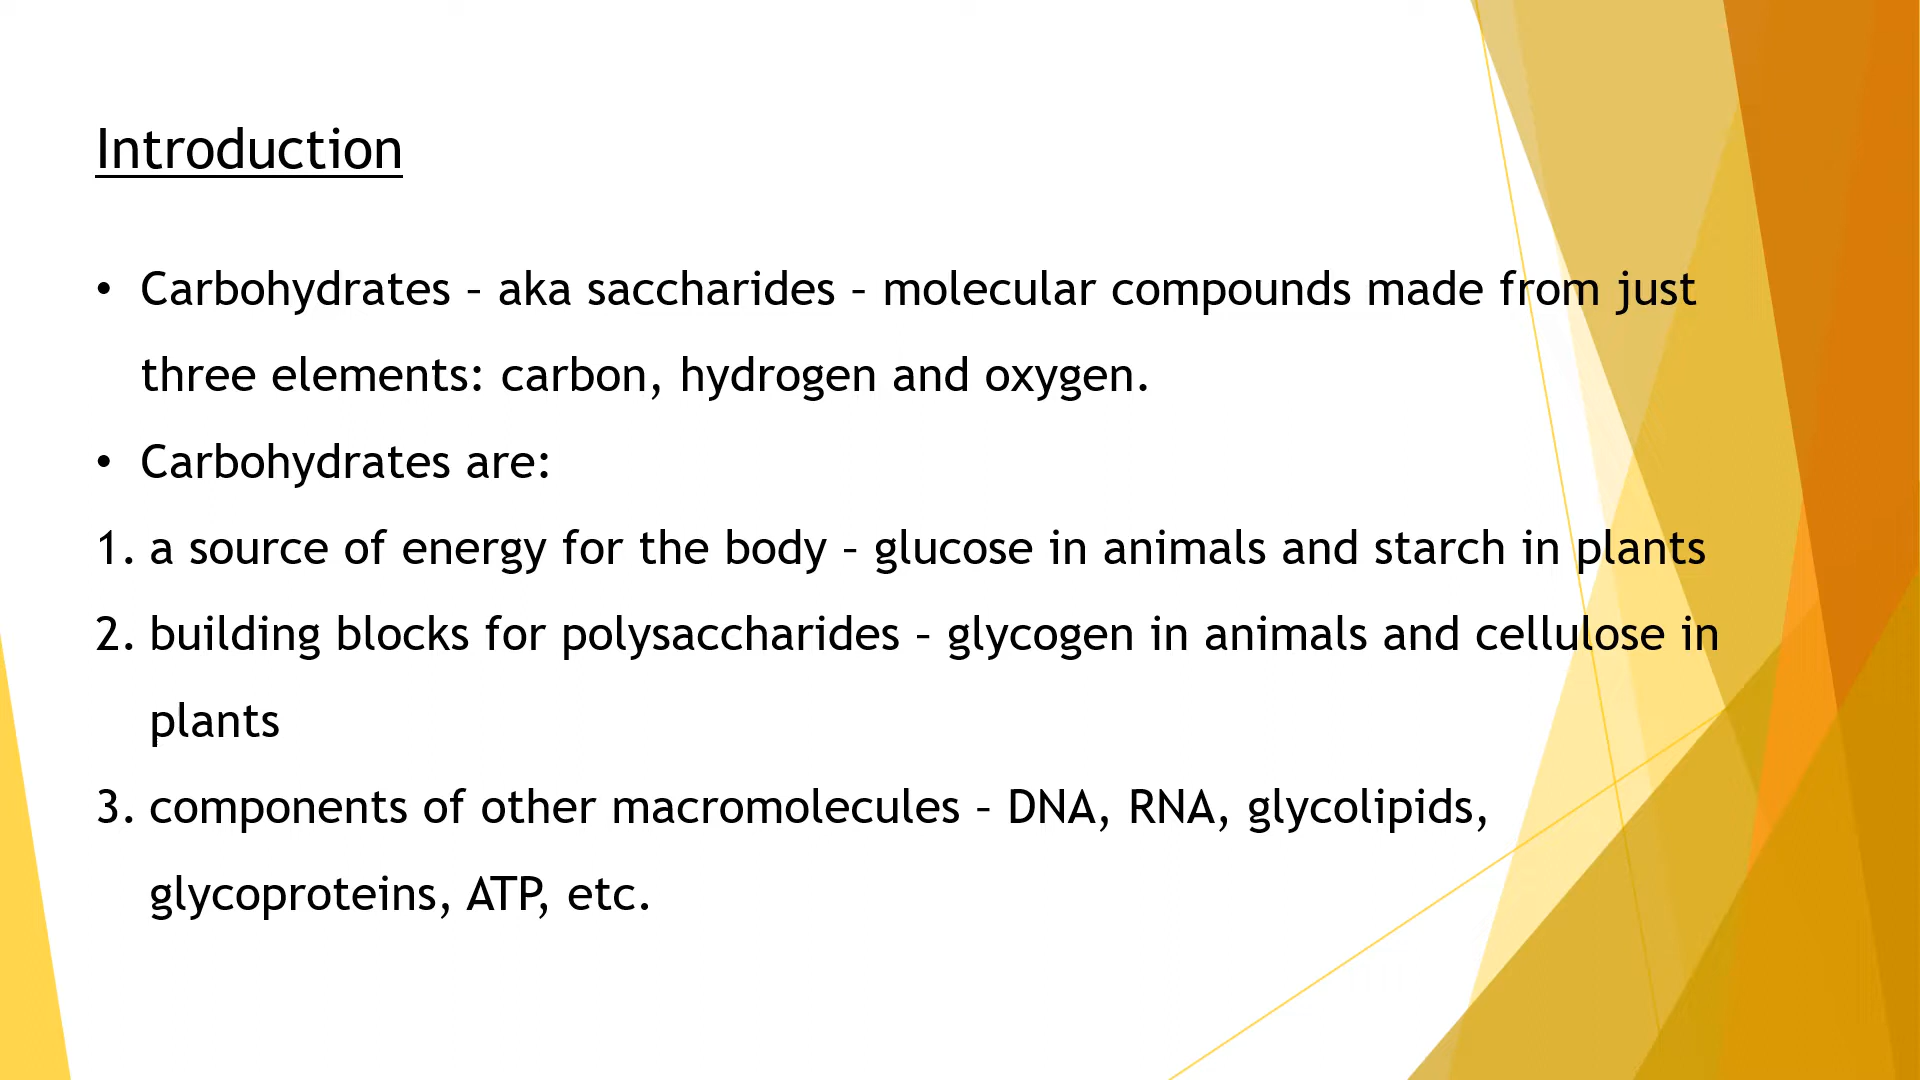 Introduction
• Carbohydrates – aka saccharides – molecular compounds made from just
three elements: carbon, hydrogen and oxygen.
• Carbohydrates are:
1. a source of energy for the body – glucose in animals and starch in plants
2. building blocks for polysaccharides – glycogen in animals and cellulose in
plants
3. components of other macromolecules – DNA, RNA, glycolipids,
glycoproteins, ATP, etc.